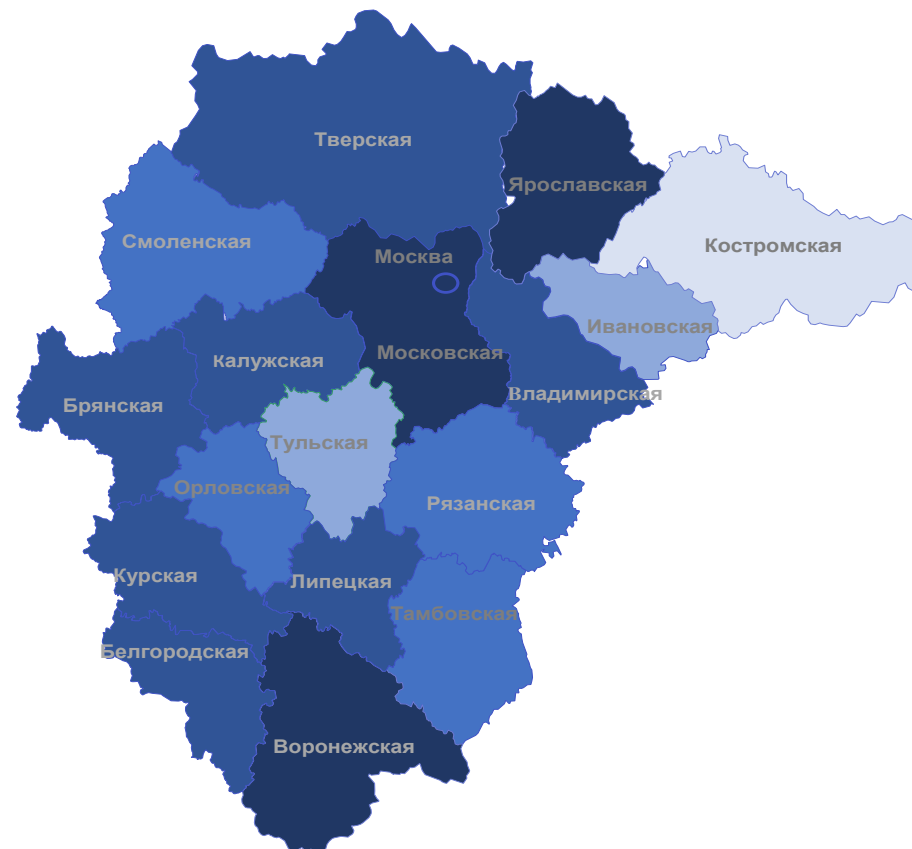 Тверская
Ярославская
Смоленская
Костромская
Москва
Ивановская
Московская
Калужская
Владимирская
Брянская
Тульская
Орловская
Рязанская
Курская
Липецкая
Тамбовская
Белгородская
Воронежская